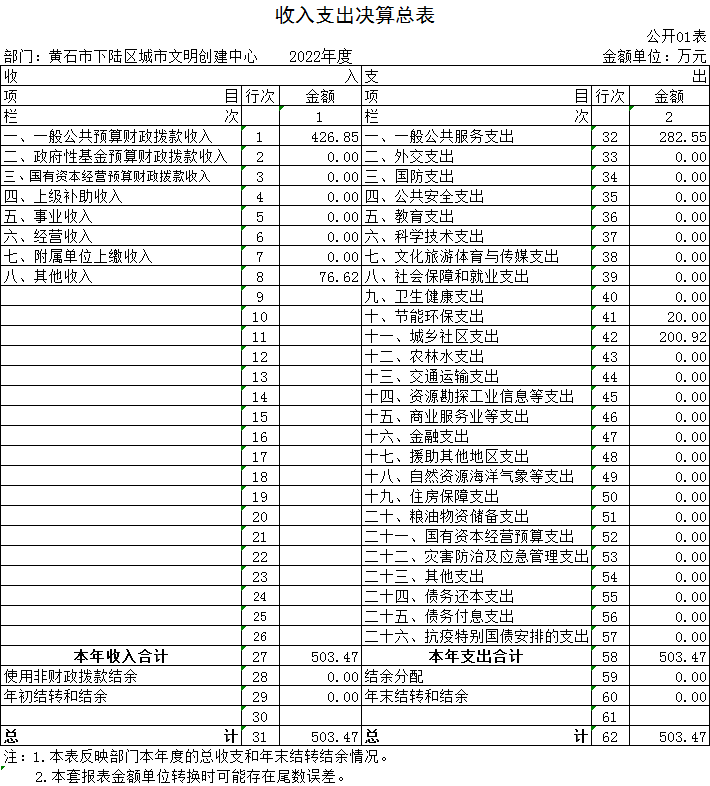 收入支出决算总表
公开01表
部门：黄石市下陆区城市文明创建中心 2022年度 金额单位：万元
收 入 支 出
项 目 行次 金额 项 目 行次 金额
栏 次 1 栏 次 2
一、一般公共预算财政拨款收入 1 426.85 一、一般公共服务支出 32 282.55
二、政府性基金预算财政拨款收入 2 0.00 二、外交支出 33 0.00
三、国有资本经营预算财政拨款收入 3 0.00 三、国防支出 34 0.00
四、上级补助收入 4 0.00 四、公共安全支出 35 0.00
五、事业收入 5 0.00 五、教育支出 36 0.00
六、经营收入 6 0.00 六、科学技术支出 37 0.00
七、附属单位上缴收入 7 0.00 七、文化旅游体育与传媒支出 38 0.00
八、其他收入 8 76.62 八、社会保障和就业支出 39 0.00
9 九、卫生健康支出 40 0.00
10 十、节能环保支出 41 20.00
11 十一、城乡社区支出 42 200.92
12 十二、农林水支出 43 0.00
13 十三、交通运输支出 44 0.00
14 十四、资源勘探工业信息等支出 45 0.00
15 十五、商业服务业等支出 46 0.00
16 十六、金融支出 47 0.00
17 十七、援助其他地区支出 48 0.00
18 十八、自然资源海洋气象等支出 49 0.00
19 十九、住房保障支出 50 0.00
20 二十、粮油物资储备支出 51 0.00
21 二十一、国有资本经营预算支出 52 0.00
22 二十二、灾害防治及应急管理支出 53 0.00
23 二十三、其他支出 54 0.00
24 二十四、债务还本支出 55 0.00
25 二十五、债务付息支出 56 0.00
26 二十六、抗疫特别国债安排的支出 57 0.00
本年收入合计 27 503.47 本年支出合计 58 503.47
使用非财政拨款结余 28 0.00 结余分配 59 0.00
年初结转和结余 29 0.00 年末结转和结余 60 0.00
30 61
总 计 31 503.47 总 计 62 503.47
注：1.本表反映部门本年度的总收支和年末结转结余情况。
2.本套报表金额单位转换时可能存在尾数误差。